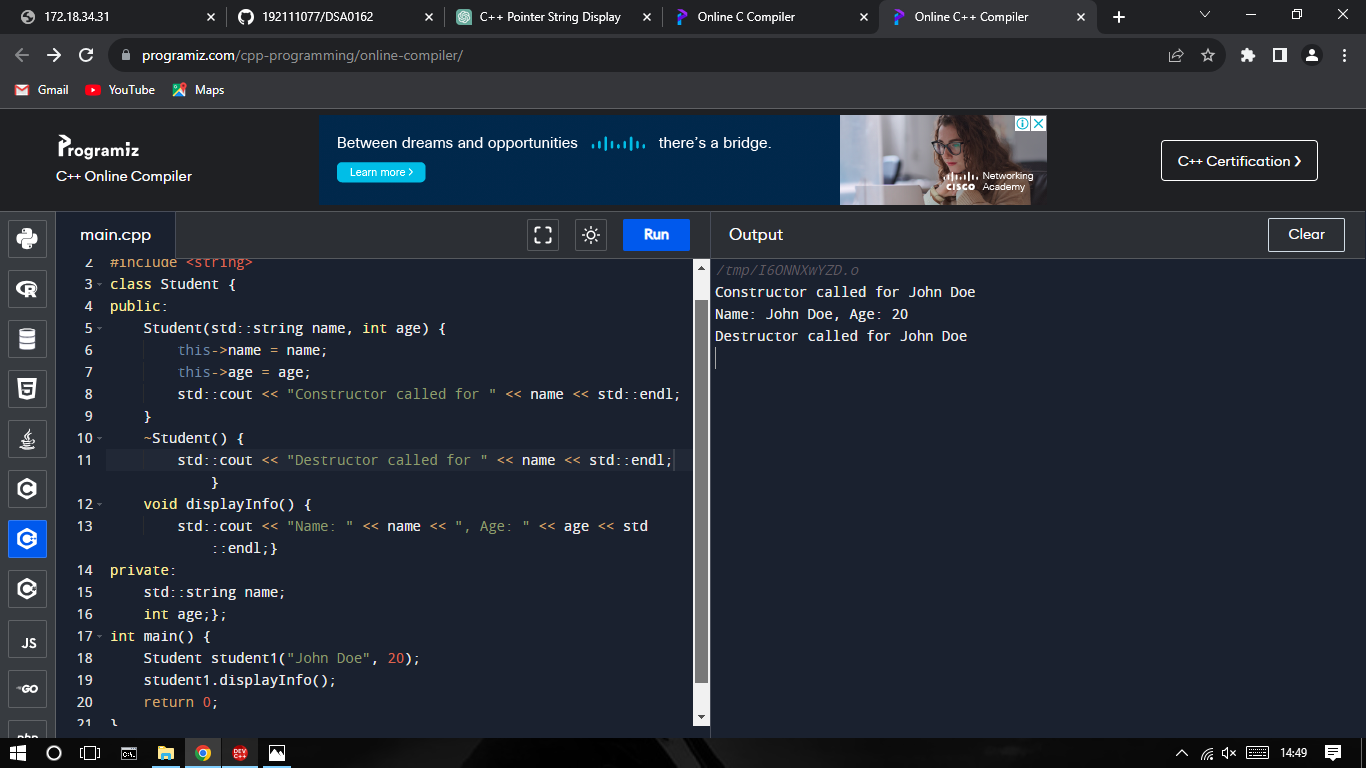 172.18.34.31
192111077/DSA0162
C++ Pointer String Display
Online C Compiler
Online C++ Compiler
programiz.com/cpp-programming/online-compiler/
Gmail
YouTube
Maps
Programiz
C++ Online Compiler
Between dreams and opportunities there's a bridge.
Learn more >
CISCO Networking Academy
C++ Certification >
main.cpp
Run
Output
Clear
2 #include <string>
3 class Student {
4 public:
5 Student(std::string name, int age) {
6 this->name = name;
7 this->age = age;
8 std::cout << "Constructor called for " << name << std::endl;
9 }
10 ~Student() {
11 std::cout << "Destructor called for " << name << std::endl;
}
12 void displayInfo() {
13 std::cout << "Name: " << name << ", Age: " << age << std
::endl;}
14 private:
15 std::string name;
16 int age;};
17 int main() {
18 Student student1("John Doe", 20);
19 student1.displayInfo();
20 return 0;
21 }
/tmp/I6ONNXwYZD.o
Constructor called for John Doe
Name: John Doe, Age: 20
Destructor called for John Doe
JS
GO
php
DEV
C++
14:49